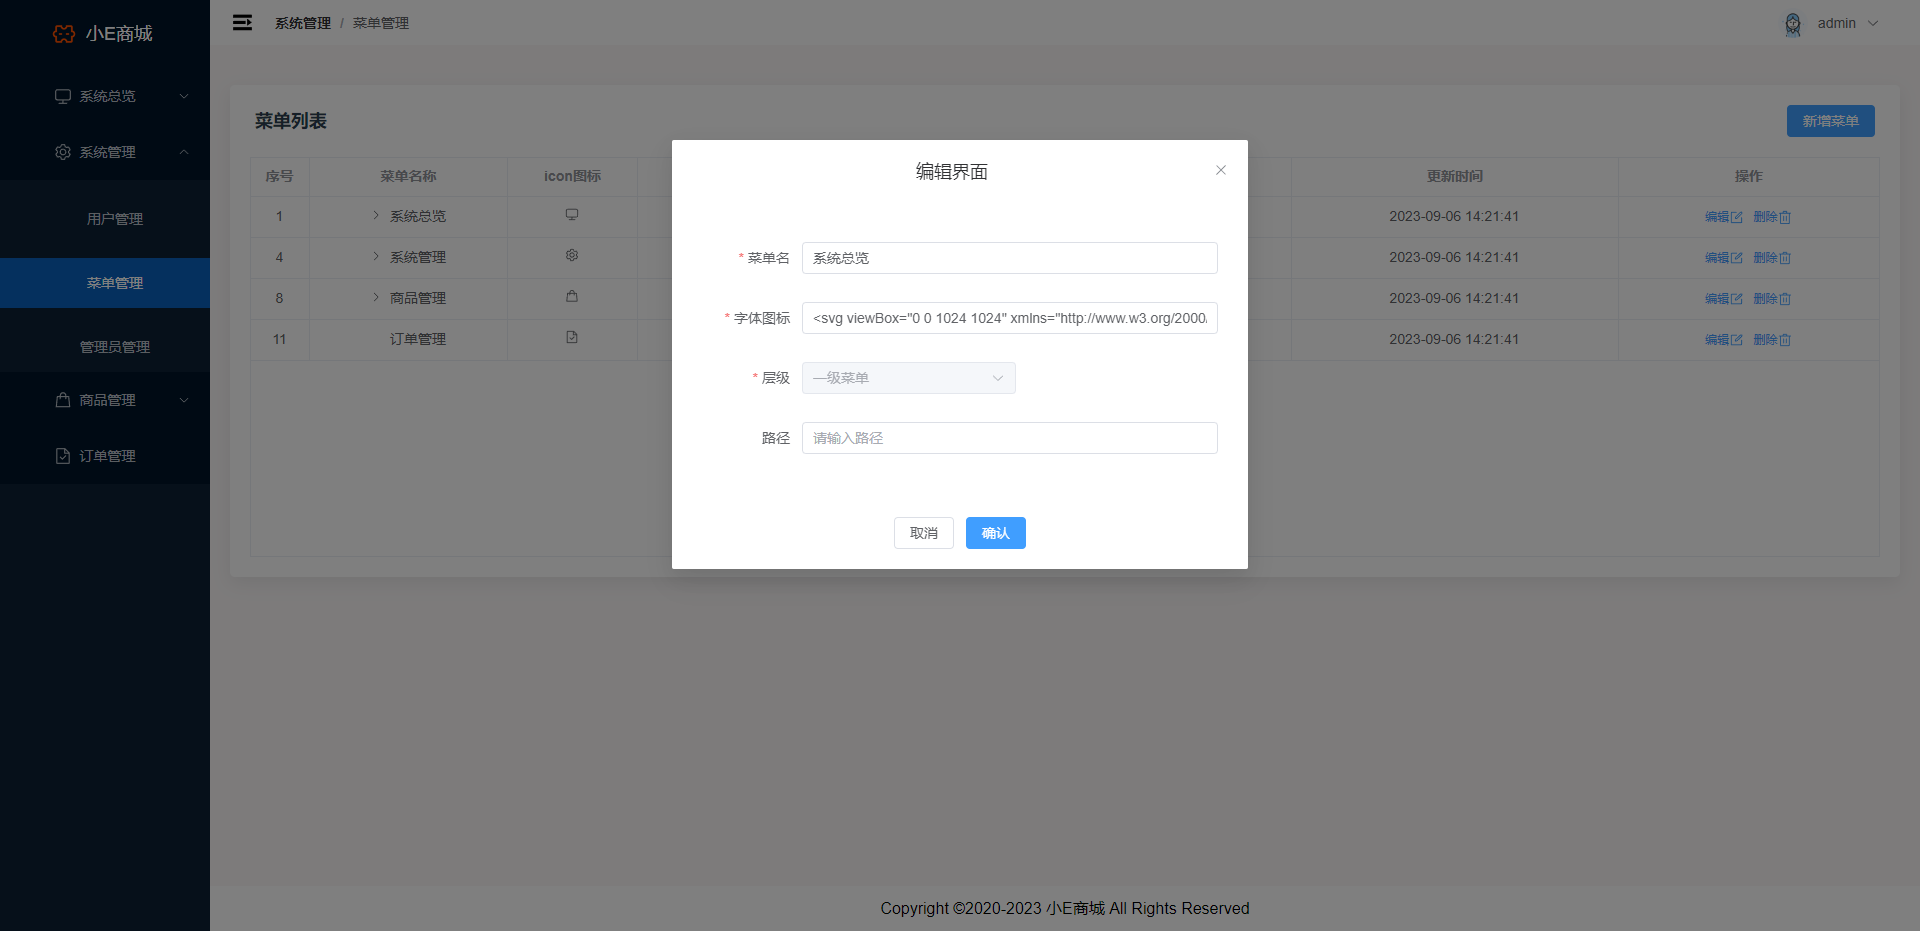 小E商城
系统总览
系统管理
用户管理
菜单管理
管理员管理
商品管理
订单管理
系统管理 / 菜单管理
admin
菜单列表
新增菜单
序号 菜单名称 icon图标 更新时间 操作
1 系统总览 2023-09-06 14:21:41 编辑 删除
4 系统管理 2023-09-06 14:21:41 编辑 删除
8 商品管理 2023-09-06 14:21:41 编辑 删除
11 订单管理 2023-09-06 14:21:41 编辑 删除
编辑界面
* 菜单名 系统总览
* 字体图标 <svg viewBox="0 0 1024 1024" xmlns="http://www.w3.org/2000/
* 层级 一级菜单
路径 请输入路径
取消 确认
Copyright ©2020-2023 小E商城 All Rights Reserved